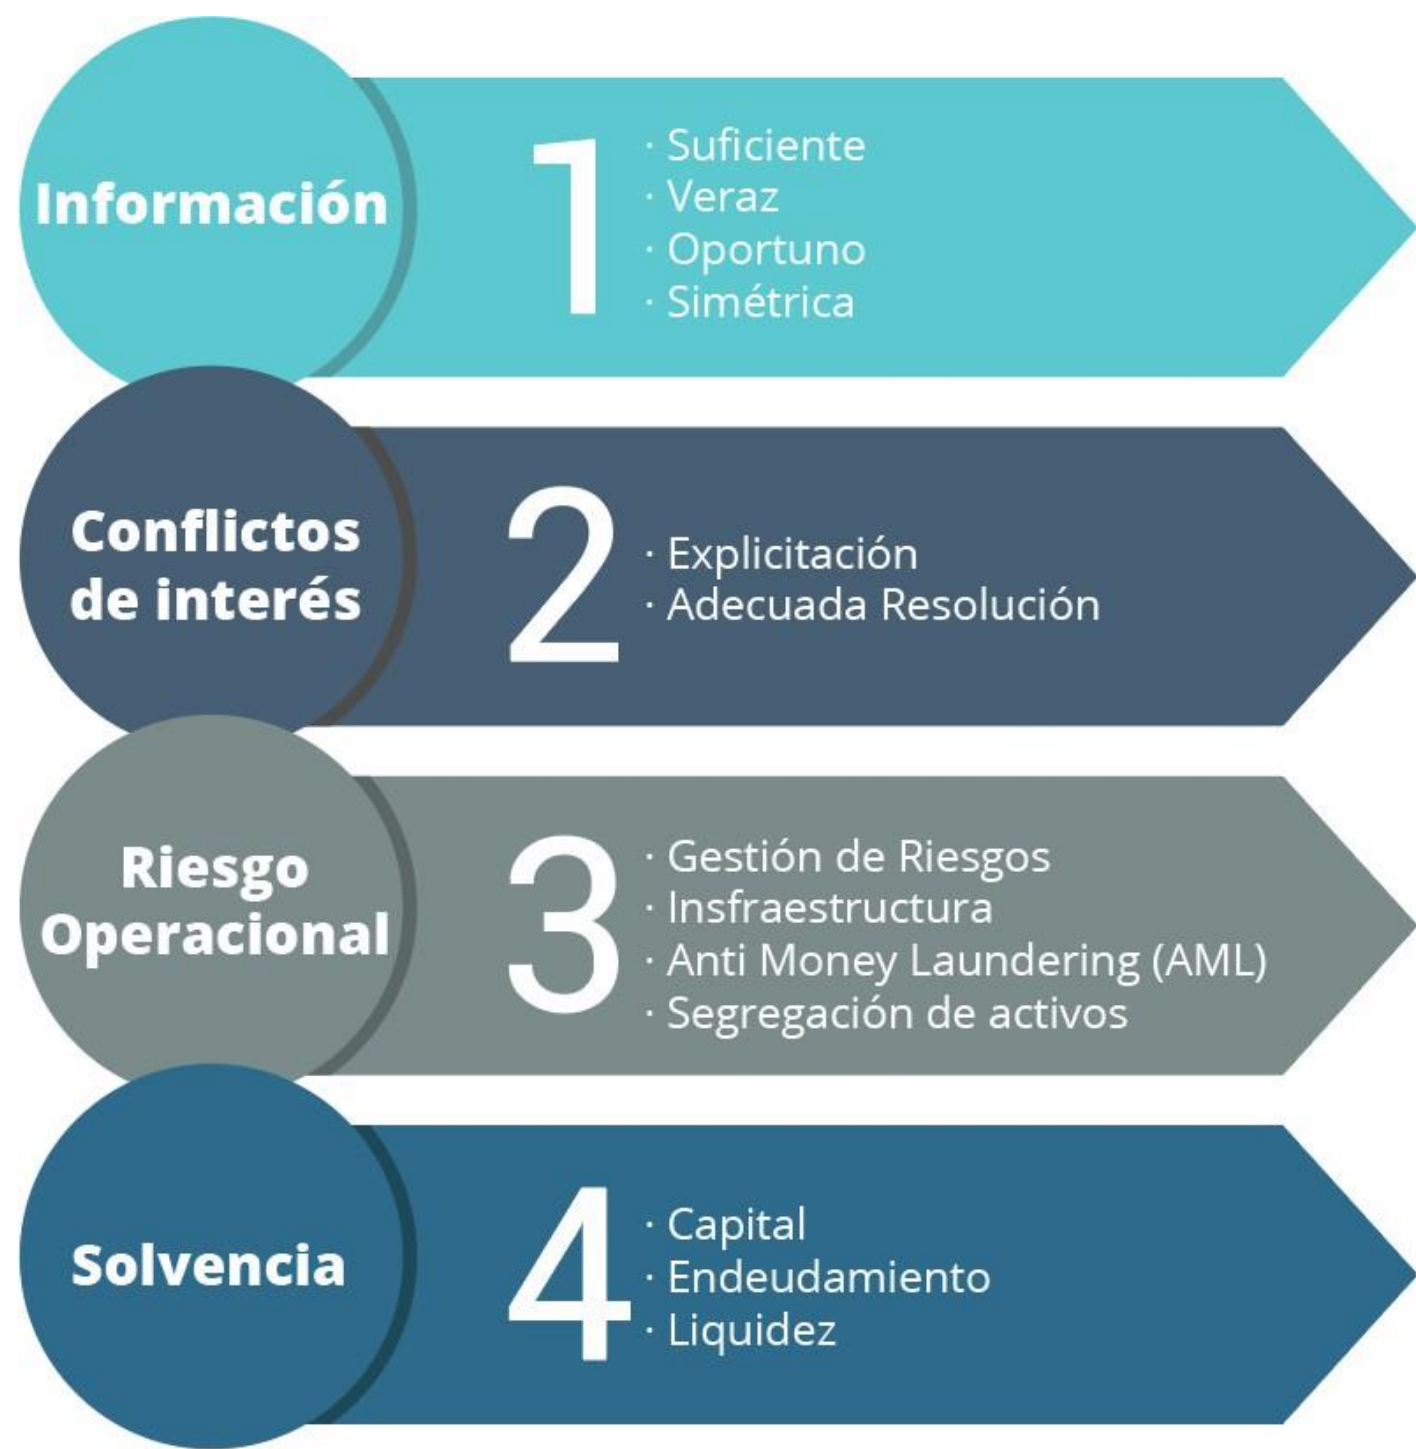 Información
1
· Suficiente
· Veraz
· Oportuno
· Simétrica
Conflictos
de interés
2
· Explicitación
· Adecuada Resolución
Riesgo
Operacional
3
· Gestión de Riesgos
· Insfraestructura
· Anti Money Laundering (AML)
· Segregación de activos
Solvencia
4
· Capital
· Endeudamiento
· Liquidez